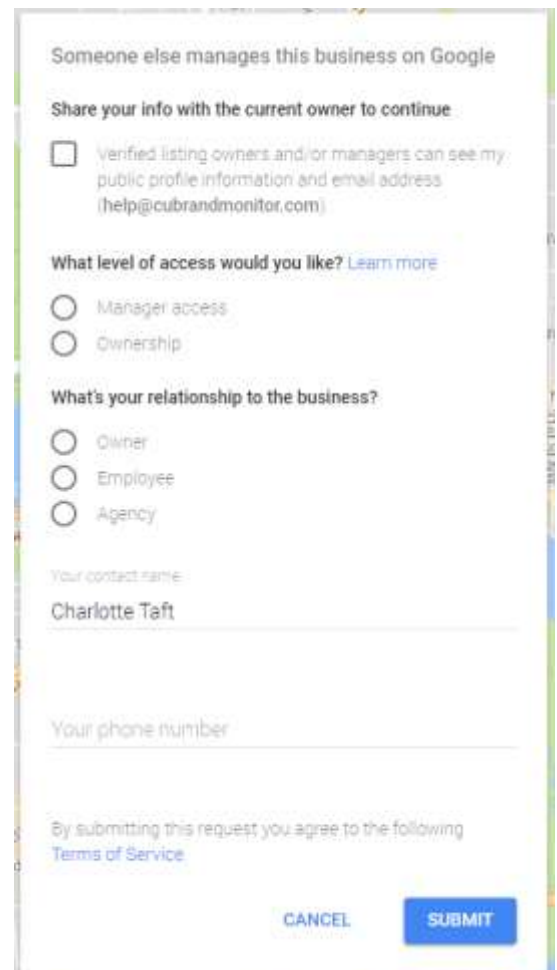 Someone else manages this business on Google
Share your info with the current owner to continue
Verified listing owners and/or managers can see my
public profile information and email address
(help@cubrandmonitor.com)
What level of access would you like? Learn more
Manager access
Ownership
What's your relationship to the business?
Owner
Employee
Agency
Your contact name
Charlotte Taft
Your phone number
By submitting this request you agree to the following
Terms of Service
CANCEL SUBMIT